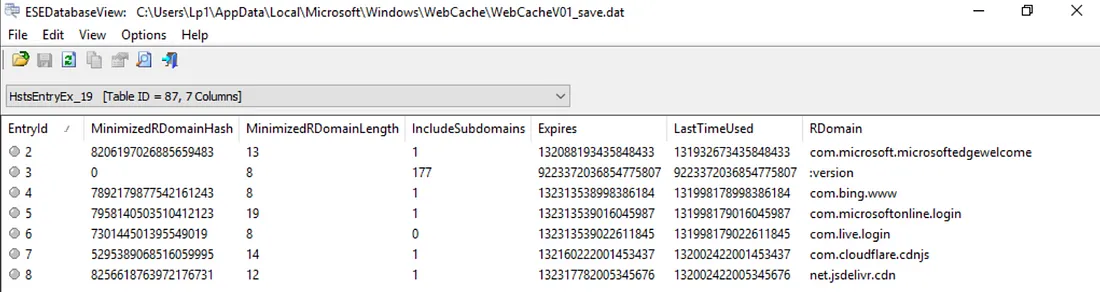 ESEDatabaseView: C:\Users\Lp1\AppData\Local\Microsoft\Windows\WebCache\WebCacheV01_save.dat
File Edit View Options Help
HstsEntryEx_19 [Table ID = 87, 7 Columns]
EntryId / MinimizedRDomainHash MinimizedRDomainLength IncludeSubdomains Expires LastTimeUsed RDomain
2 8206197026885659483 13 1 132088193435848433 131932673435848433 com.microsoft.microsoftedgewelcome
3 0 8 177 9223372036854775807 9223372036854775807 :version
4 7892179877542161243 8 1 132313538998386184 131998178998386184 com.bing.www
5 7958140503510412123 19 1 132313539016045987 131998179016045987 com.microsoftonline.login
6 730144501395549019 8 0 132313539022611845 131998179022611845 com.live.login
7 5295389068516059995 14 1 132160222001453437 132002422001453437 com.cloudflare.cdnjs
8 8256618763972176731 12 1 132317782005345676 132002422005345676 net.jsdelivr.cdn